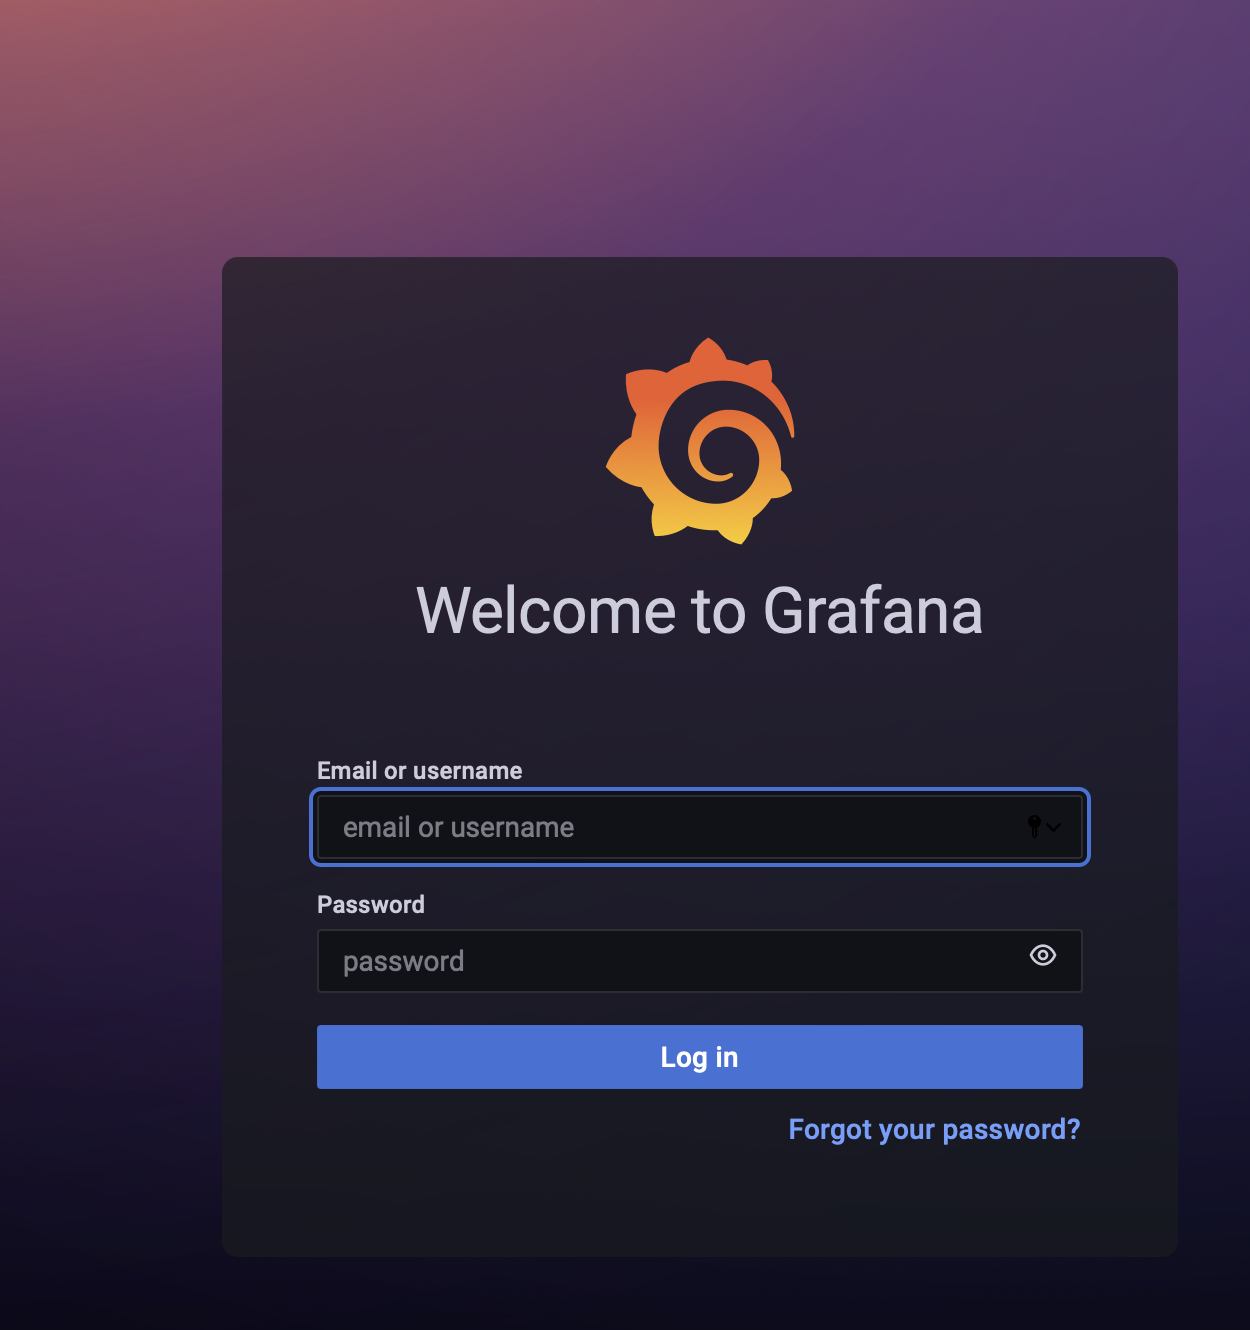 Welcome to Grafana
Email or username
email or username
Password
password
Log in
Forgot your password?